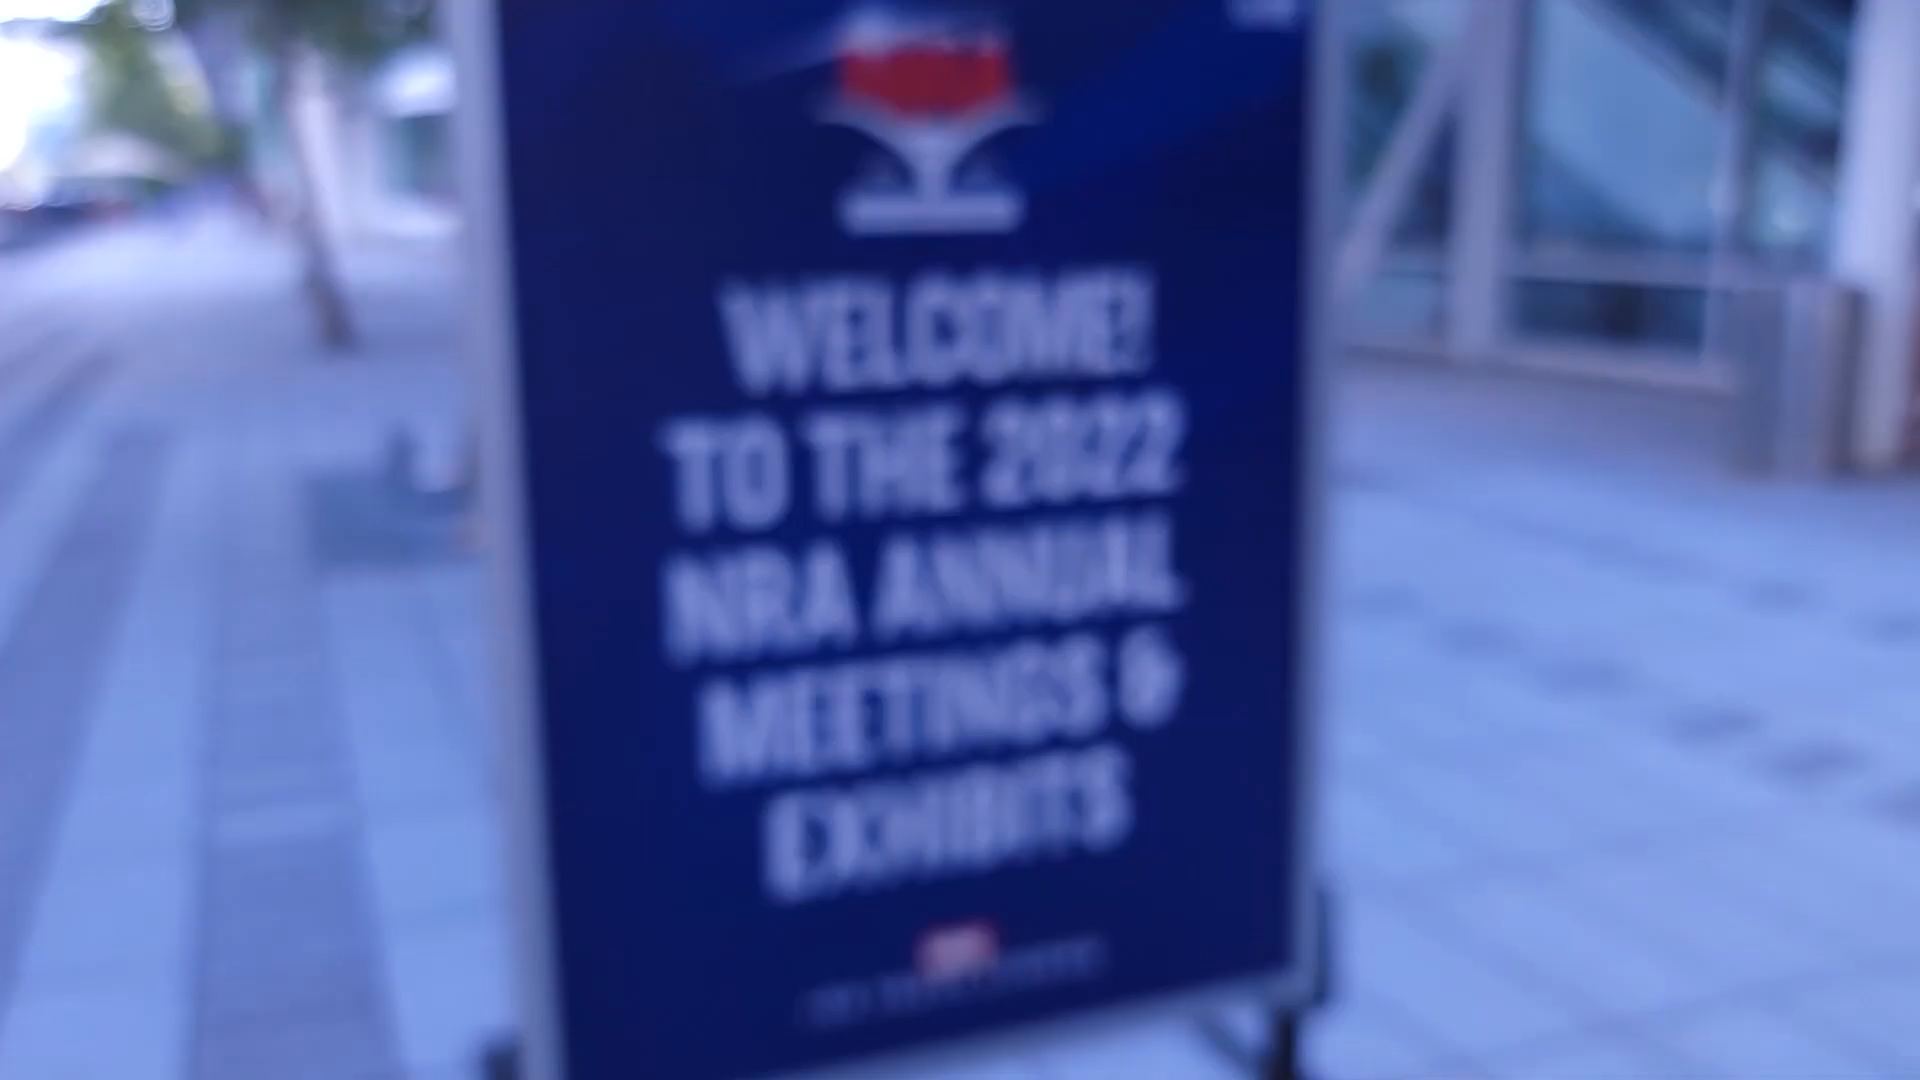 WELCOME!
TO THE 2022
NRA ANNUAL
MEETINGS &
EXHIBITS